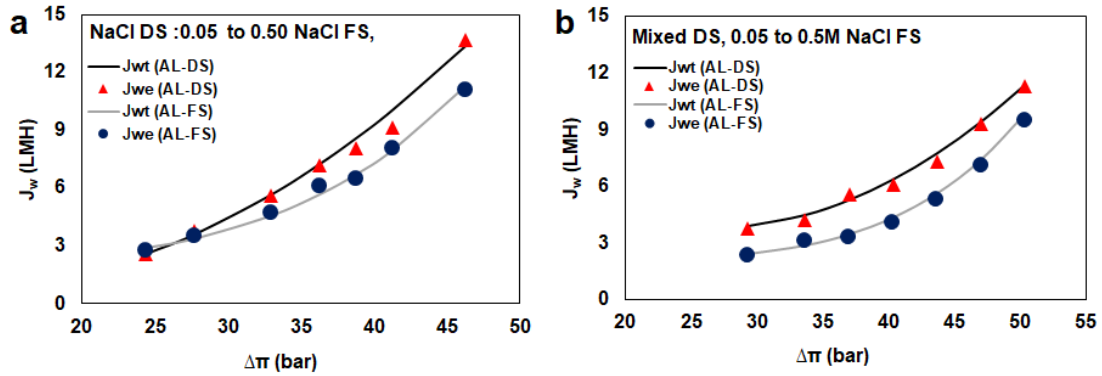 a
NaCl DS :0.05 to 0.50 NaCl FS,
Jwt (AL-DS)
Jwe (AL-DS)
Jwt (AL-FS)
Jwe (AL-FS)
15
12
9
6
3
0
Jw (LMH)
20 25 30 35 40 45 50
Δπ (bar)
b
Mixed DS, 0.05 to 0.5M NaCl FS
Jwt (AL-DS)
Jwe (AL-DS)
Jwt (AL-FS)
Jwe (AL-FS)
15
12
9
6
3
0
Jw (LMH)
20 25 30 35 40 45 50 55
Δπ (bar)